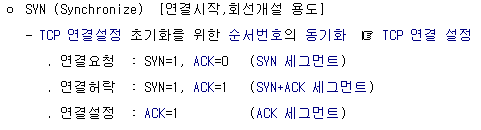 ㅇ SYN (Synchronize)  [연결시작,회선개설 용도]
- TCP 연결설정 초기화를 위한 순서번호의 동기화  ☞ TCP 연결 설정
. 연결요청  : SYN=1, ACK=0  (SYN 세그먼트)
. 연결허락  : SYN=1, ACK=1  (SYN+ACK 세그먼트)
. 연결설정  : ACK=1  (ACK 세그먼트)